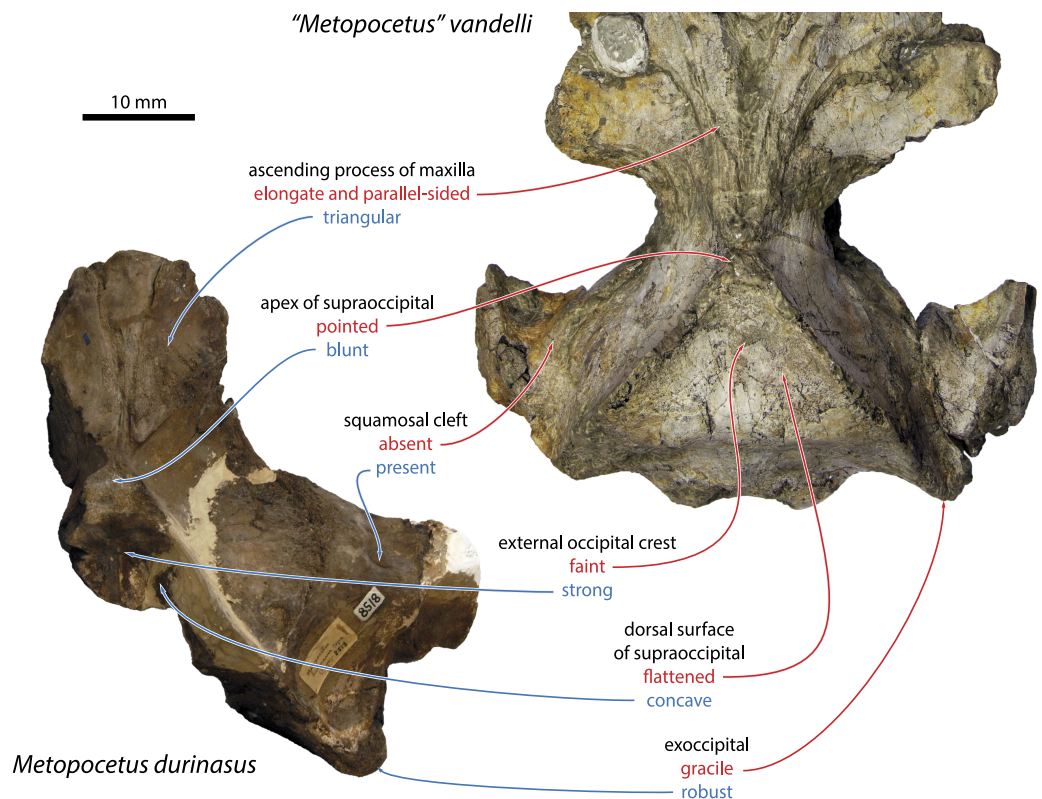 “Metopocetus” vandelli
10 mm
ascending process of maxilla
elongate and parallel-sided
triangular
apex of supraoccipital
pointed
blunt
squamosal cleft
absent
present
external occipital crest
faint
strong
8158
dorsal surface
of supraoccipital
flattened
concave
Metopocetus durinasus
exoccipital
gracile
robust